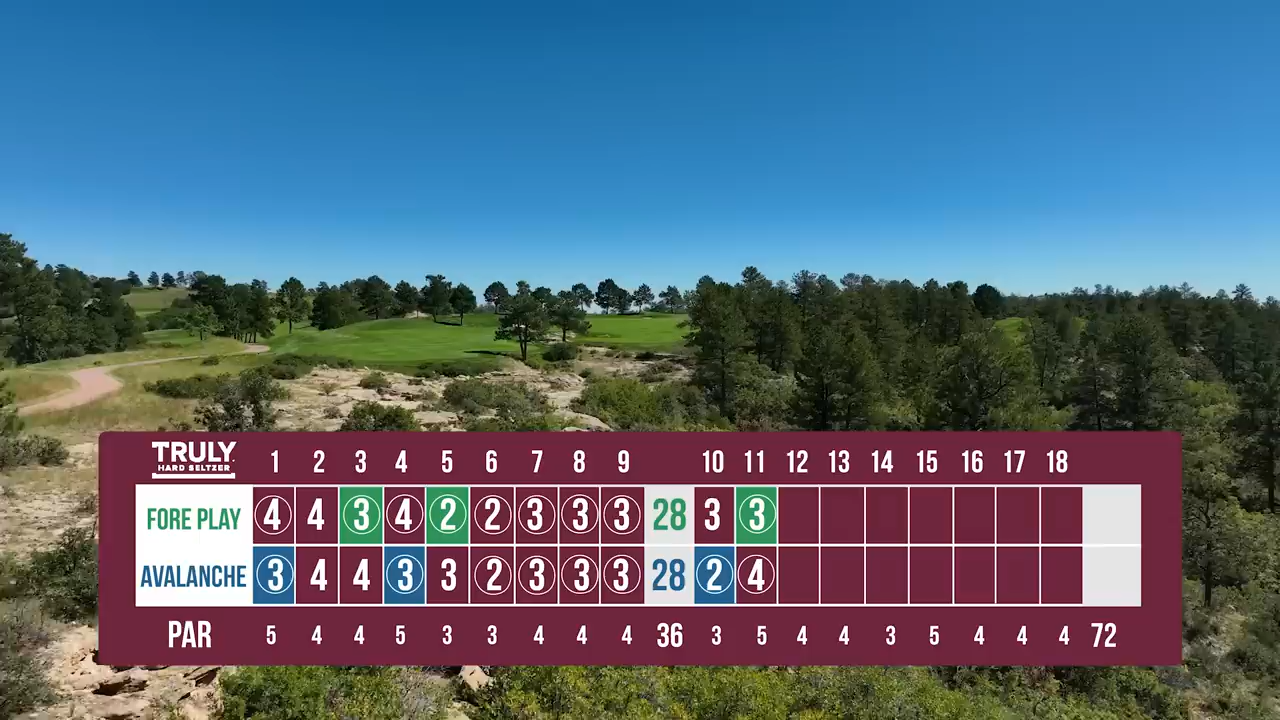 TRULY 1 2 3 4 5 6 7 8 9 10 11 12 13 14 15 16 17 18
HARD SELTZER
FORE PLAY 4 4 3 4 2 2 3 3 3 28 3 3
AVALANCHE 3 4 4 3 3 2 3 3 3 28 2 4
PAR 5 4 4 5 3 3 4 4 4 36 3 5 4 4 3 5 4 4 4 72